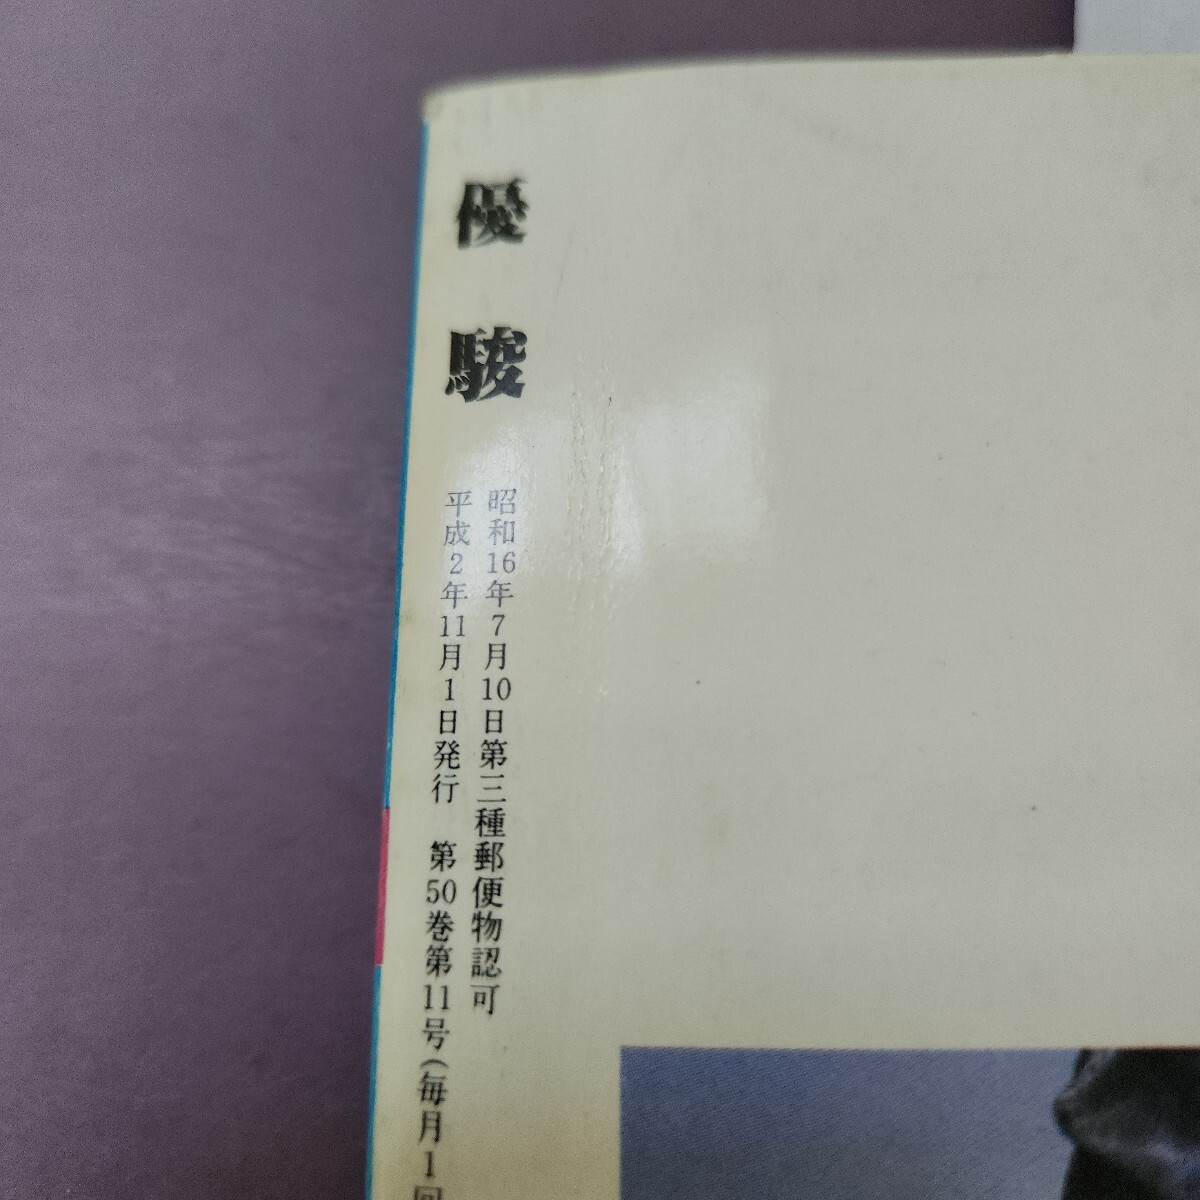 優駿
昭和16年7月10日第三種郵便物認可
平成2年11月1日発行 第50巻第11号(毎月1回